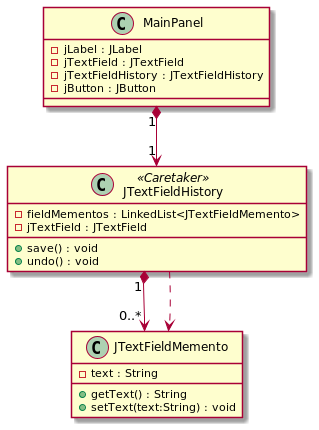 C MainPanel
jLabel : JLabel
jTextField : JTextField
jTextFieldHistory : JTextFieldHistory
jButton : JButton
1
1
«Caretaker»
C JTextFieldHistory
fieldMementos : LinkedList<JTextFieldMemento>
jTextField : JTextField
save() : void
undo() : void
1
0..*
C JTextFieldMemento
text : String
getText() : String
setText(text:String) : void